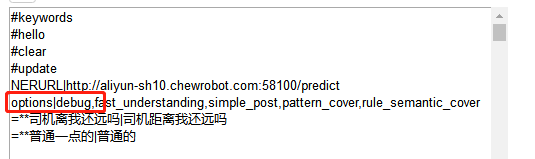 #keywords
#hello
#clear
#update
NERURL|http://aliyun-sh10.chewrobot.com:58100/predict
options|debug,fast_understanding,simple_post,pattern_cover,rule_semantic_cover
=**司机离我还远吗|司机距离我还远吗
=**普通一点的|普通的